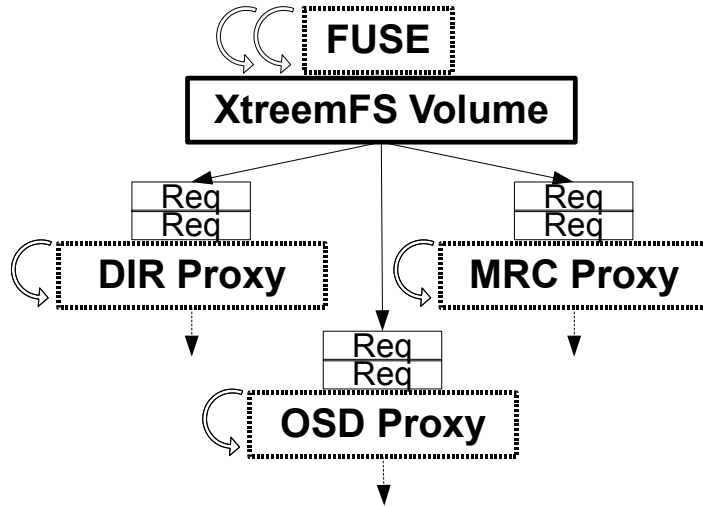 FUSE
XtreemFS Volume
Req
Req
DIR Proxy
Req
Req
MRC Proxy
Req
Req
OSD Proxy